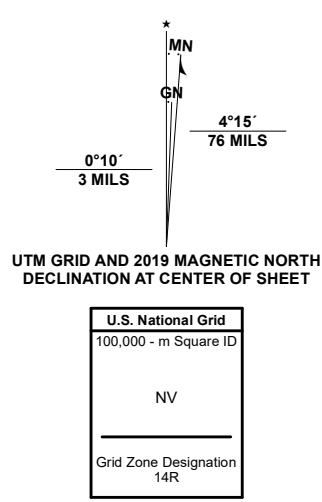 ★
MN
GN
4°15´
76 MILS
0°10´
3 MILS
UTM GRID AND 2019 MAGNETIC NORTH
DECLINATION AT CENTER OF SHEET
U.S. National Grid
100,000 - m Square ID
NV
Grid Zone Designation
14R